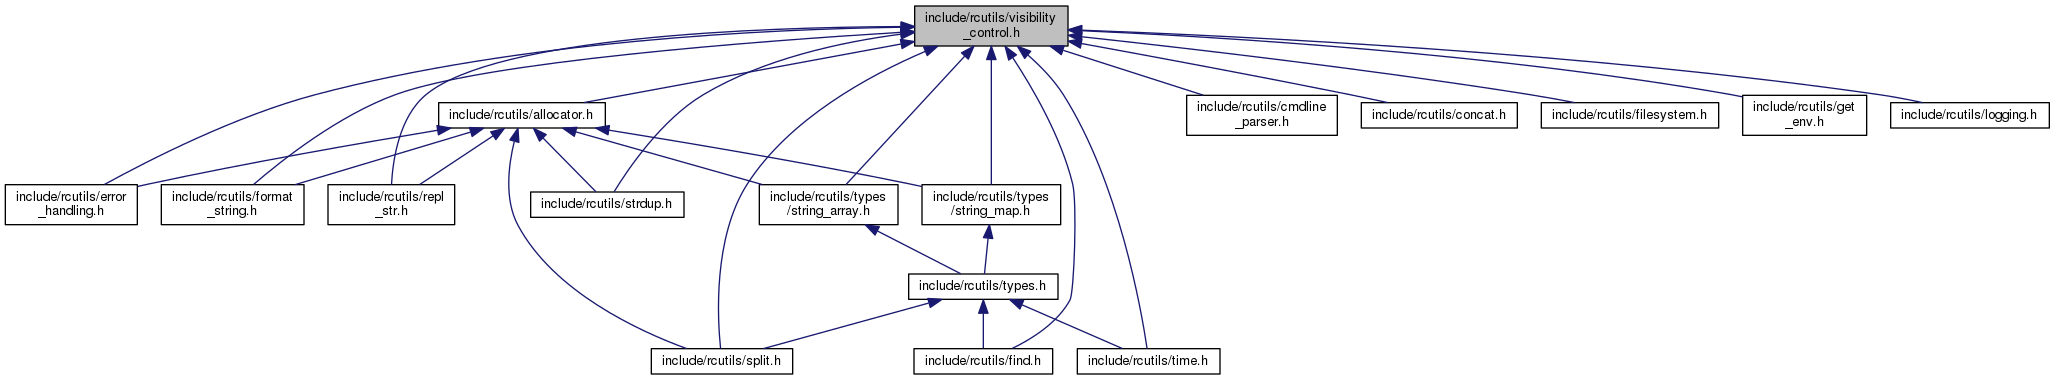 include/rcutils/visibility
_control.h
include/rcutils/allocator.h
include/rcutils/cmdline
_parser.h
include/rcutils/concat.h
include/rcutils/filesystem.h
include/rcutils/get
_env.h
include/rcutils/logging.h
include/rcutils/error
_handling.h
include/rcutils/format
_string.h
include/rcutils/repl
_str.h
include/rcutils/strdup.h
include/rcutils/types
/string_array.h
include/rcutils/types
/string_map.h
include/rcutils/types.h
include/rcutils/split.h
include/rcutils/find.h
include/rcutils/time.h